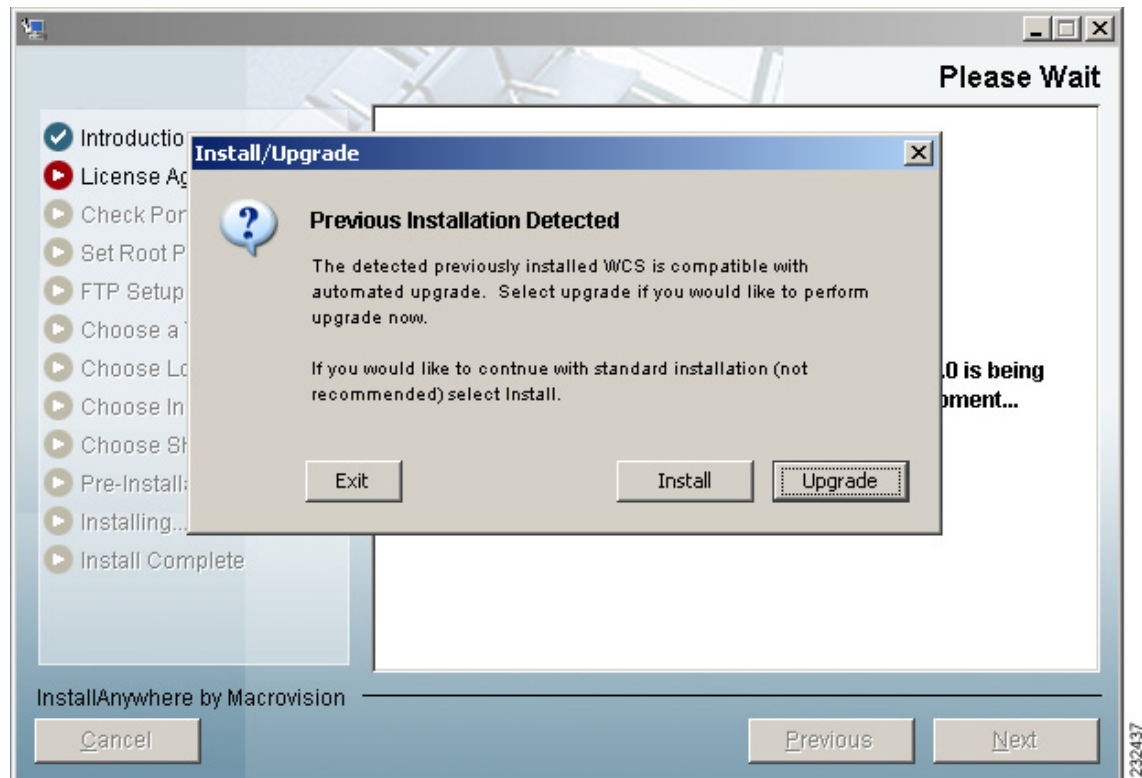 Please Wait
Introductio
License Ag
Check Por
Set Root P
FTP Setup
Choose a
Choose Lo
Choose In
Choose Sh
Pre-Install
Installing...
Install Complete
.0 is being
oment...
Install/Upgrade
Previous Installation Detected
The detected previously installed WCS is compatible with
automated upgrade. Select upgrade if you would like to perform
upgrade now.
If you would like to contnue with standard installation (not
recommended) select Install.
Exit
Install
Upgrade
InstallAnywhere by Macrovision
Cancel
Previous
Next
232437